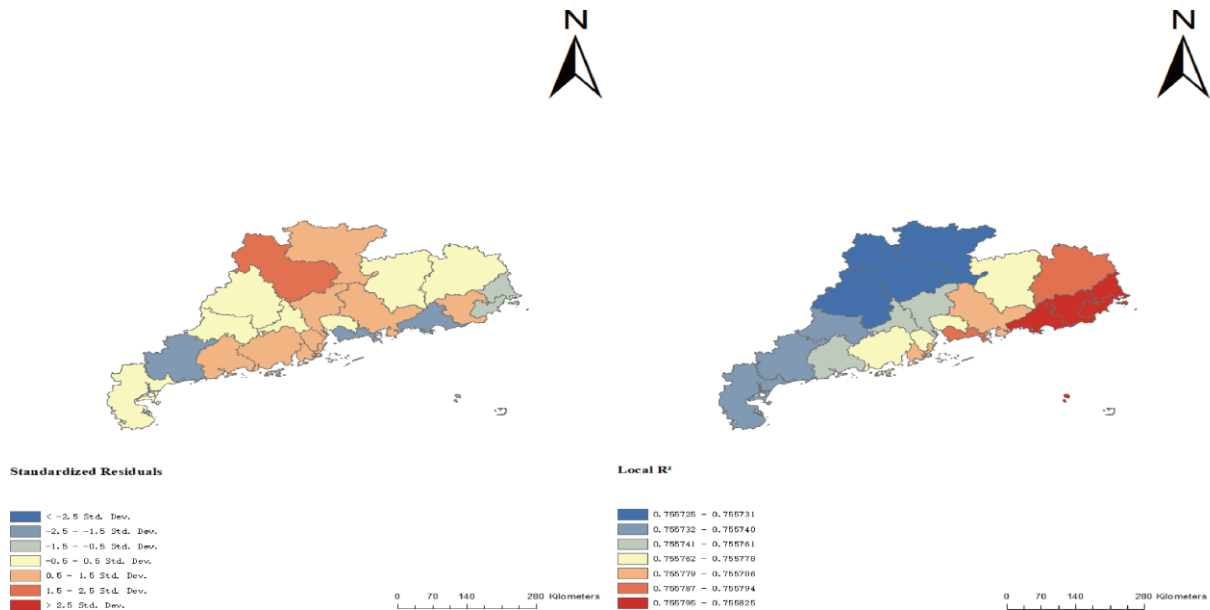 N
N
Standardized Residuals
< -2.5 Std. Dev.
-2.5 - -1.5 Std. Dev.
-1.5 - -0.5 Std. Dev.
-0.5 - 0.5 Std. Dev.
0.5 - 1.5 Std. Dev.
1.5 - 2.5 Std. Dev.
> 2.5 Std. Dev.
0 70 140 280 Kilometers
Local R²
0.755725 - 0.755731
0.755732 - 0.755740
0.755741 - 0.755761
0.755762 - 0.755778
0.755779 - 0.755786
0.755787 - 0.755794
0.755795 - 0.755825
0 70 140 280 Kilometers